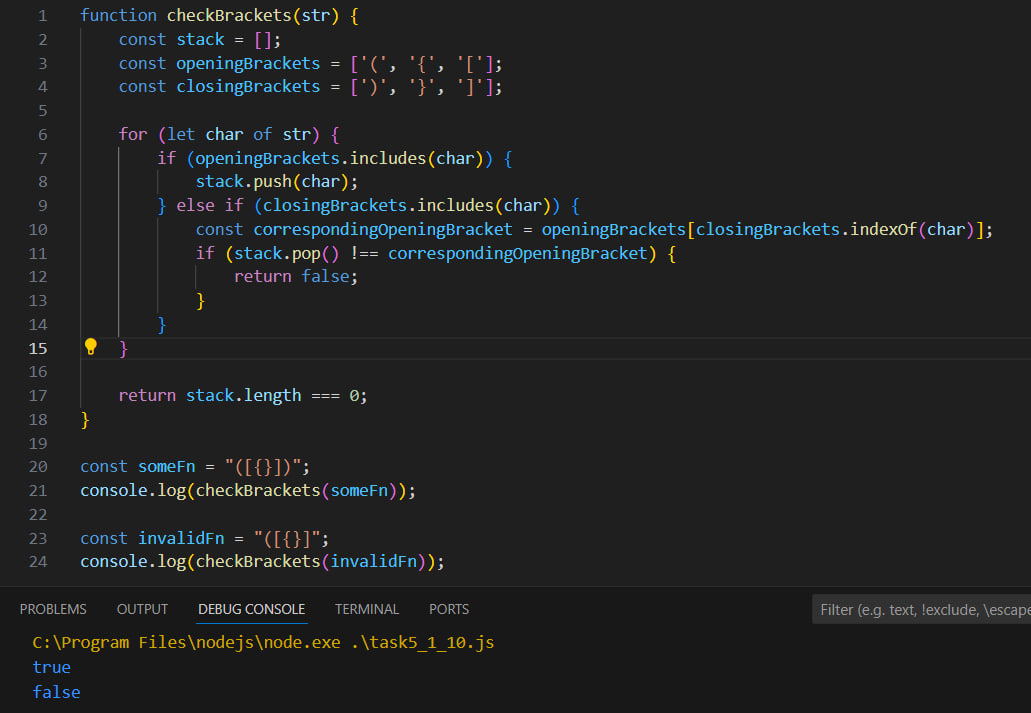 1 function checkBrackets(str) {
2     const stack = [];
3     const openingBrackets = ['(', '{', '['];
4     const closingBrackets = [')', '}', ']'];
5
6     for (let char of str) {
7         if (openingBrackets.includes(char)) {
8             stack.push(char);
9         } else if (closingBrackets.includes(char)) {
10             const correspondingOpeningBracket = openingBrackets[closingBrackets.indexOf(char)];
11             if (stack.pop() !== correspondingOpeningBracket) {
12                 return false;
13             }
14         }
15     }
16
17     return stack.length === 0;
18 }
19
20 const someFn = "([{}])";
21 console.log(checkBrackets(someFn));
22
23 const invalidFn = "([{}]";
24 console.log(checkBrackets(invalidFn));
PROBLEMS OUTPUT DEBUG CONSOLE TERMINAL PORTS Filter (e.g. text, !exclude, \escape
C:\Program Files\nodejs\node.exe .\task5_1_10.js
true
false